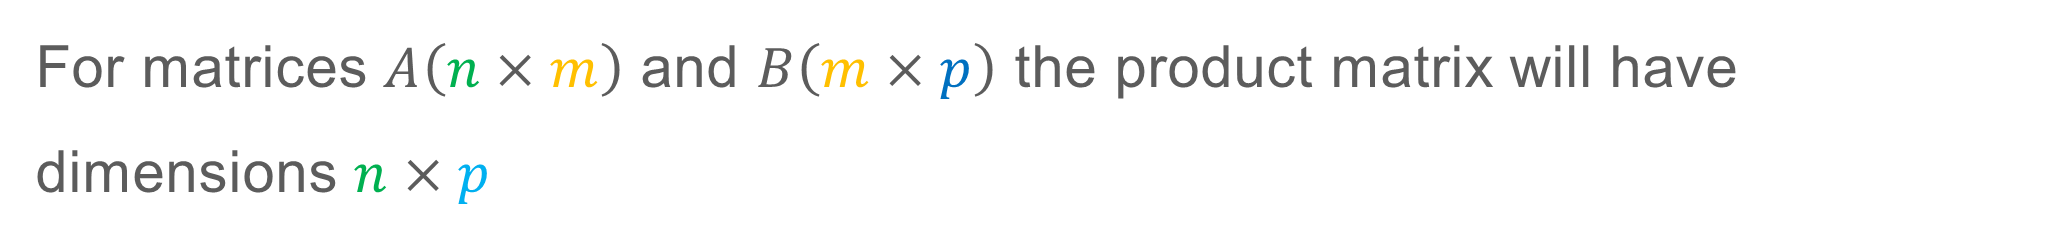 For matrices A(n × m) and B(m × p) the product matrix will have
dimensions n × p